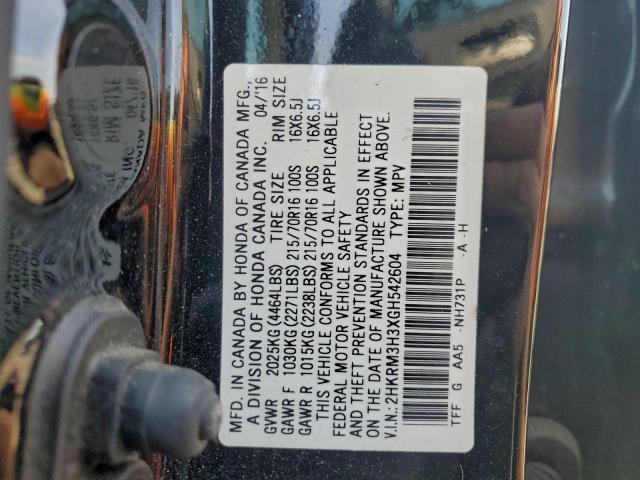 MFD. IN CANADA BY HONDA OF CANADA MFG.,
A DIVISION OF HONDA CANADA INC. 04/16
GVWR 2025KG (4464LBS) TIRE SIZE RIM SIZE
GAWR F 1030KG (2271LBS) 215/70R16 100S 16X6.5J
GAWR R 1015KG (2238LBS) 215/70R16 100S 16X6.5J
THIS VEHICLE CONFORMS TO ALL APPLICABLE
FEDERAL MOTOR VEHICLE SAFETY
AND THEFT PREVENTION STANDARDS IN EFFECT
ON THE DATE OF MANUFACTURE SHOWN ABOVE.
V.I.N.: 2HKRM3H3XGH542604 TYPE: MPV
TFF G AA5 -NH731P -A -H